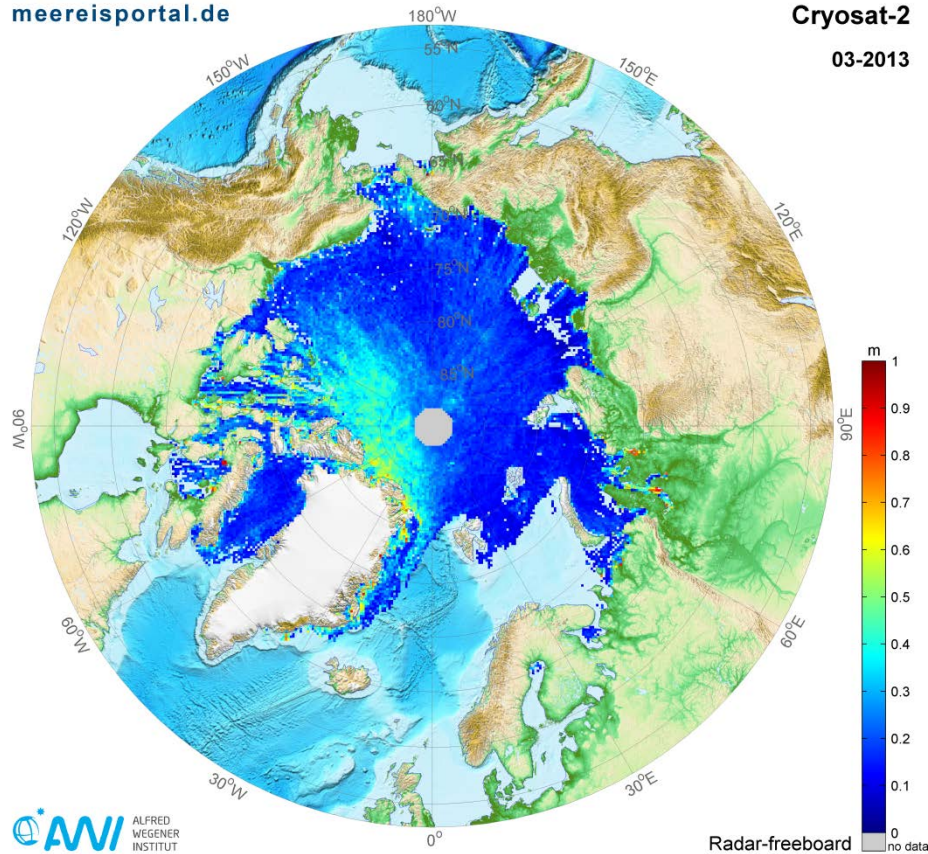 meereisportal.de
Cryosat-2
03-2013
180°W
150°W
150°E
120°W
120°E
90°W
90°E
60°W
60°E
30°W
30°E
0°
55°N
60°N
65°N
70°N
75°N
80°N
85°N
m
1
0.9
0.8
0.7
0.6
0.5
0.4
0.3
0.2
0.1
0
no data
Radar-freeboard
AWI
ALFRED
WEGENER
INSTITUT